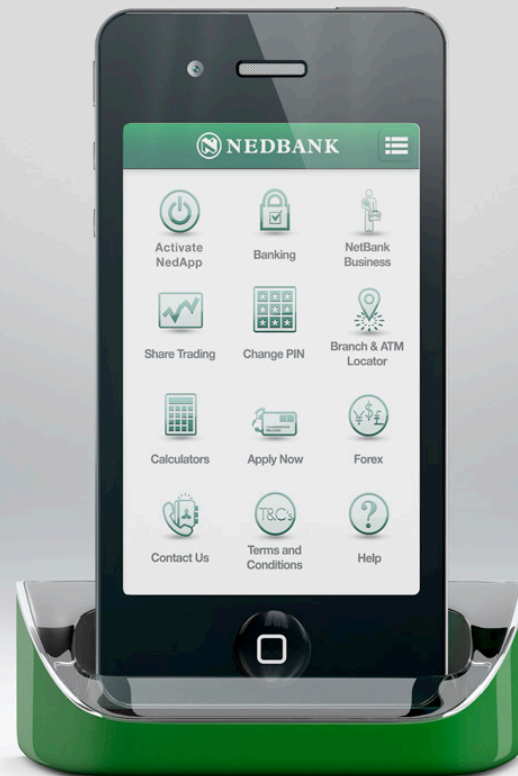 NEDBANK
Activate
NedApp
Banking
NetBank
Business
Share Trading
Change PIN
Branch & ATM
Locator
Calculators
Apply Now
Forex
¥$£
Contact Us
T&C's
Terms and
Conditions
?
Help